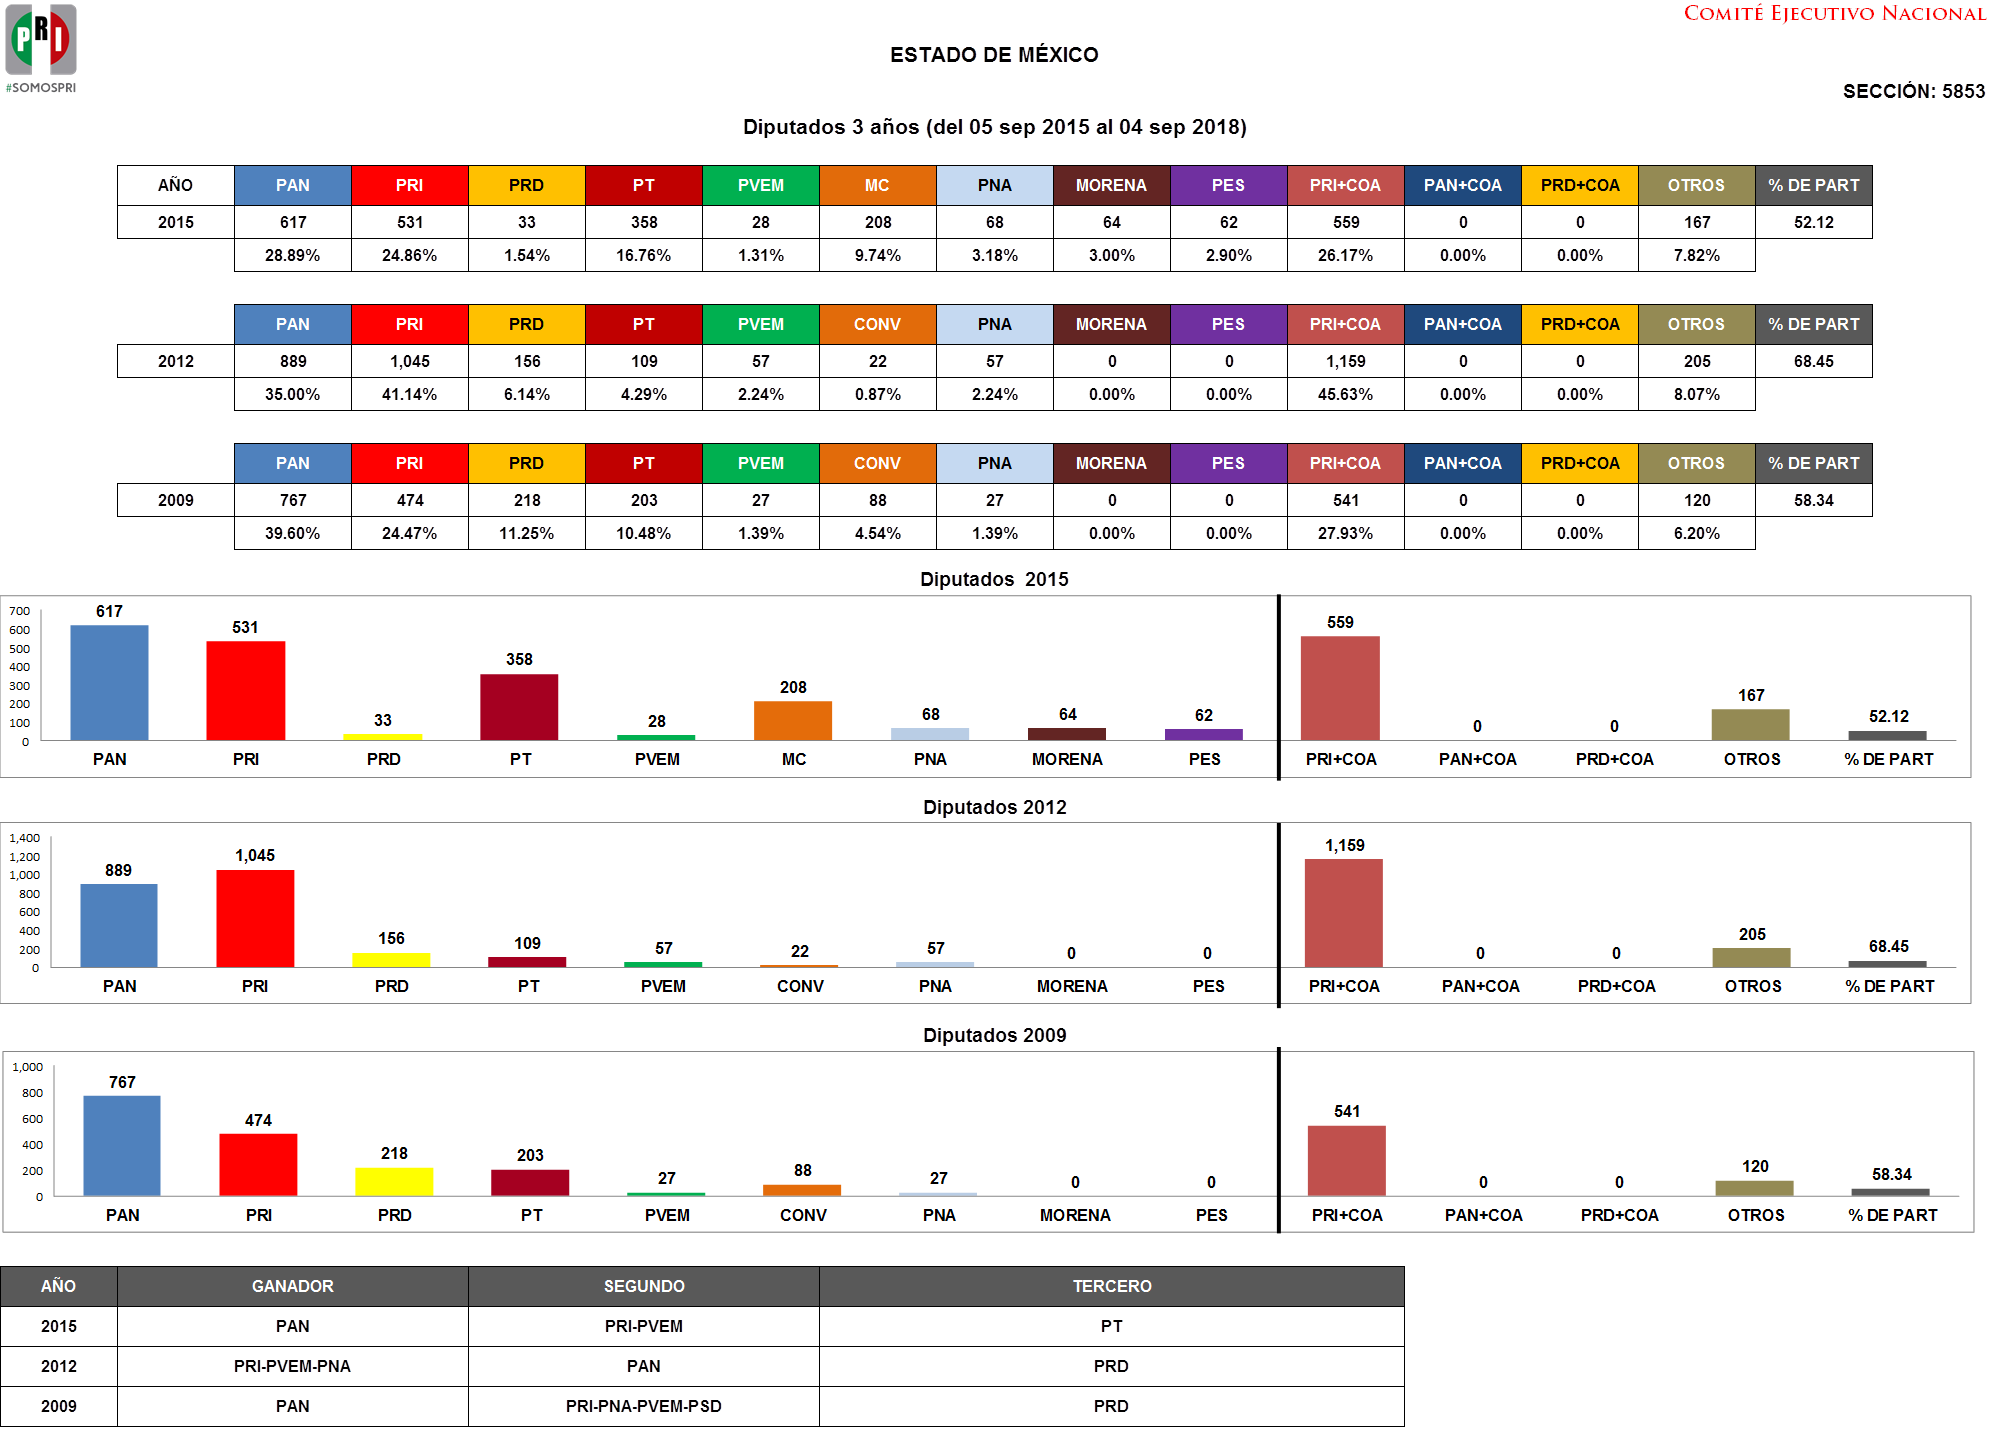 PRI
#SOMOSPRI
COMITÉ EJECUTIVO NACIONAL
ESTADO DE MÉXICO
SECCIÓN: 5853
Diputados 3 años (del 05 sep 2015 al 04 sep 2018)
AÑO PAN PRI PRD PT PVEM MC PNA MORENA PES PRI+COA PAN+COA PRD+COA OTROS % DE PART
2015 617 531 33 358 28 208 68 64 62 559 0 0 167 52.12
28.89% 24.86% 1.54% 16.76% 1.31% 9.74% 3.18% 3.00% 2.90% 26.17% 0.00% 0.00% 7.82%
PAN PRI PRD PT PVEM CONV PNA MORENA PES PRI+COA PAN+COA PRD+COA OTROS % DE PART
2012 889 1,045 156 109 57 22 57 0 0 1,159 0 0 205 68.45
35.00% 41.14% 6.14% 4.29% 2.24% 0.87% 2.24% 0.00% 0.00% 45.63% 0.00% 0.00% 8.07%
PAN PRI PRD PT PVEM CONV PNA MORENA PES PRI+COA PAN+COA PRD+COA OTROS % DE PART
2009 767 474 218 203 27 88 27 0 0 541 0 0 120 58.34
39.60% 24.47% 11.25% 10.48% 1.39% 4.54% 1.39% 0.00% 0.00% 27.93% 0.00% 0.00% 6.20%
Diputados 2015
700
600
500
400
300
200
100
0
617 531 33 358 28 208 68 64 62 559 0 0 167 52.12
PAN PRI PRD PT PVEM MC PNA MORENA PES PRI+COA PAN+COA PRD+COA OTROS % DE PART
Diputados 2012
1,400
1,200
1,000
800
600
400
200
0
889 1,045 156 109 57 22 57 0 0 1,159 0 0 205 68.45
PAN PRI PRD PT PVEM CONV PNA MORENA PES PRI+COA PAN+COA PRD+COA OTROS % DE PART
Diputados 2009
1,000
800
600
400
200
0
767 474 218 203 27 88 27 0 0 541 0 0 120 58.34
PAN PRI PRD PT PVEM CONV PNA MORENA PES PRI+COA PAN+COA PRD+COA OTROS % DE PART
AÑO GANADOR SEGUNDO TERCERO
2015 PAN PRI-PVEM PT
2012 PRI-PVEM-PNA PAN PRD
2009 PAN PRI-PNA-PVEM-PSD PRD